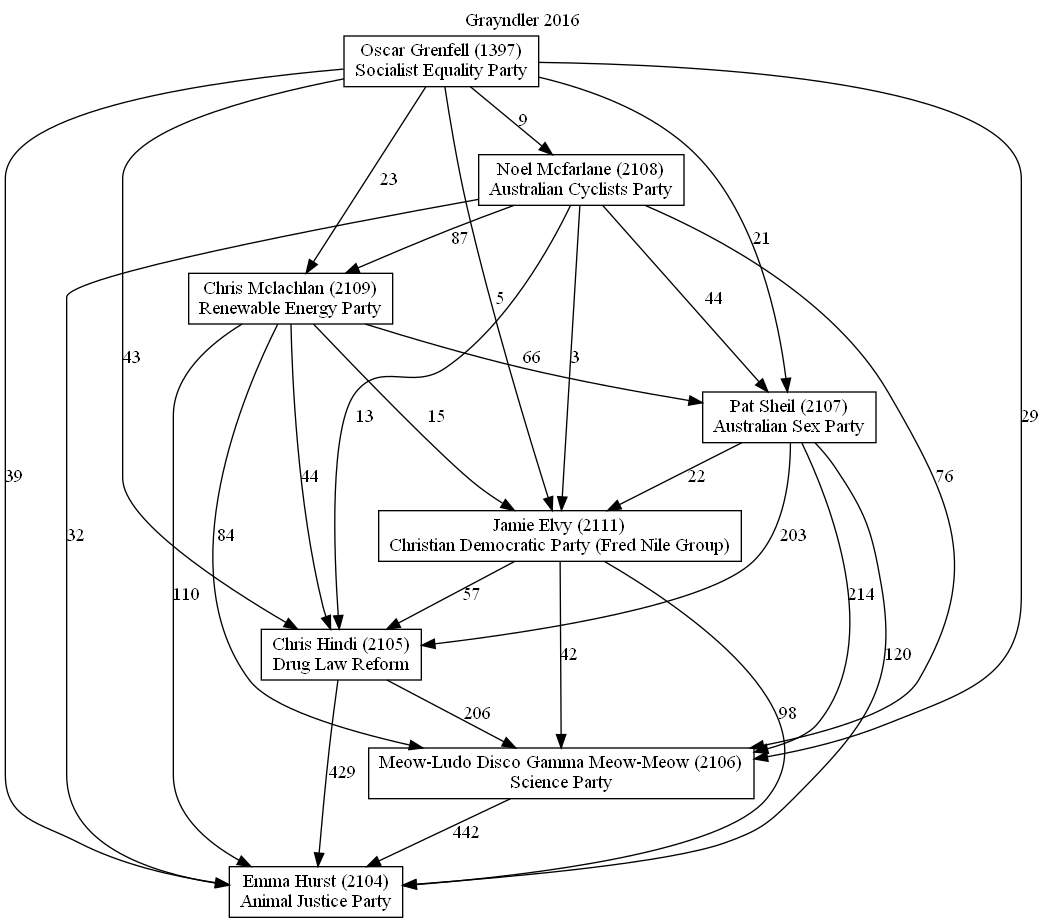 Grayndler 2016
Oscar Grenfell (1397)
Socialist Equality Party
9
Noel Mcfarlane (2108)
Australian Cyclists Party
23
87
21
Chris Mclachlan (2109)
Renewable Energy Party
5
44
43
66
3
Pat Sheil (2107)
Australian Sex Party
13
15
29
39
44
22
76
Jamie Elvy (2111)
Christian Democratic Party (Fred Nile Group)
32
84
203
110
57
214
Chris Hindi (2105)
Drug Law Reform
42
120
206
98
Meow-Ludo Disco Gamma Meow-Meow (2106)
Science Party
429
442
Emma Hurst (2104)
Animal Justice Party